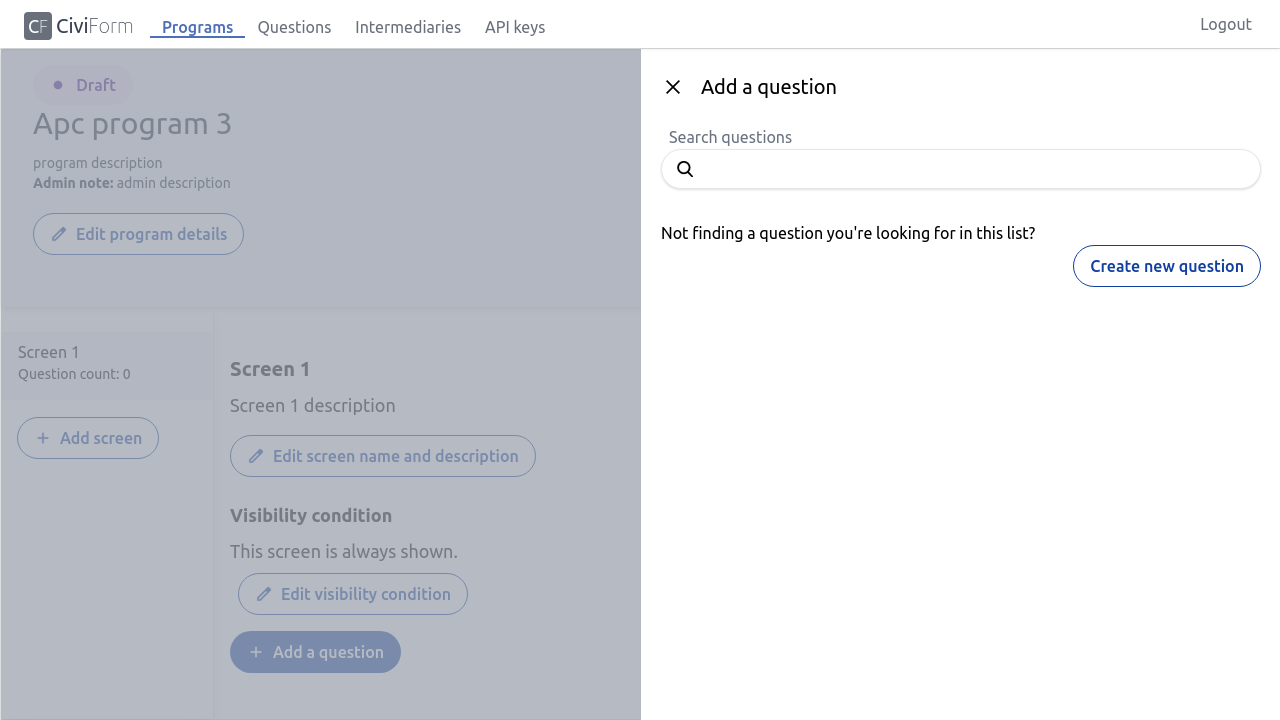 CF CiviForm
Programs
Questions
Intermediaries
API keys
Logout
Draft
Apc program 3
program description
Admin note: admin description
Edit program details
Screen 1
Question count: 0
Add screen
Screen 1
Screen 1 description
Edit screen name and description
Visibility condition
This screen is always shown.
Edit visibility condition
Add a question
Add a question
Search questions
Not finding a question you're looking for in this list?
Create new question